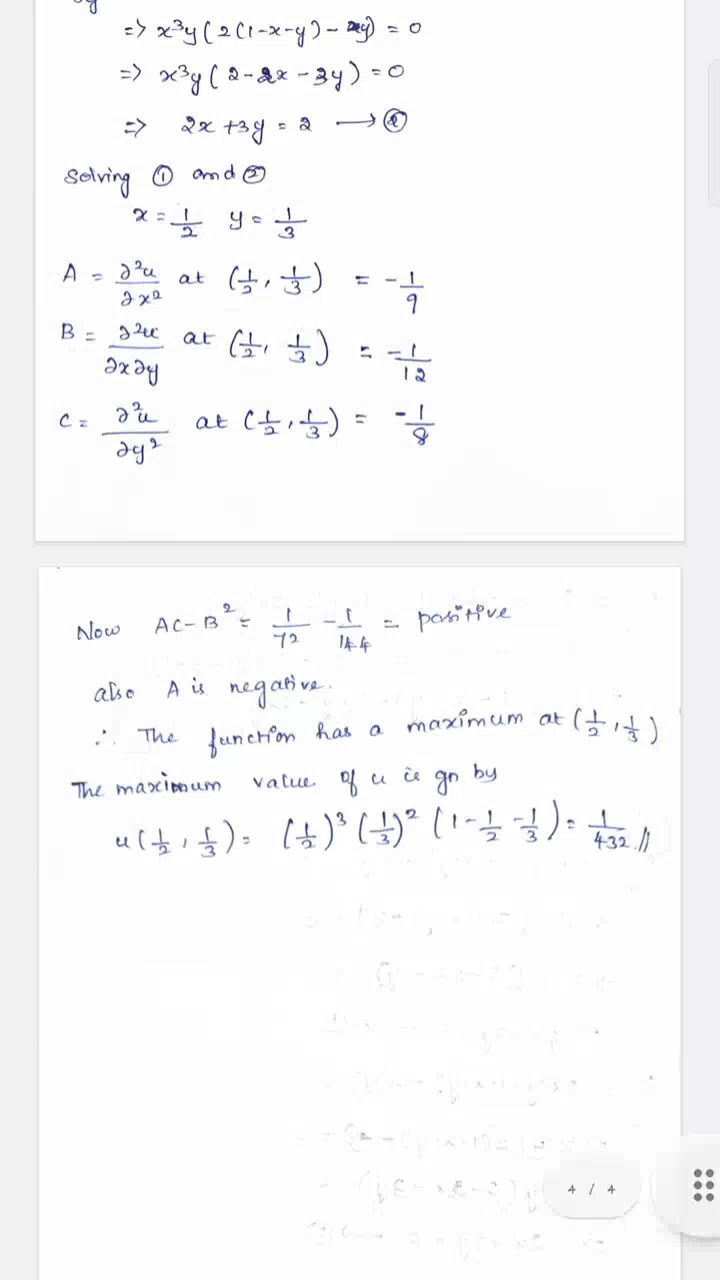 => x³y(2(1-x-y) - y) = 0
=> x³y(2-2x-3y) = 0
=> 2x+3y = 2 → ②
Solving ① and ②
x = 1/2 y = 1/3
A = ∂²u/∂x² at (1/2, 1/3) = -1/9
B = ∂²u/∂x∂y at (1/2, 1/3) = -1/12
C = ∂²u/∂y² at (1/2, 1/3) = -1/8
Now AC-B² = 1/72 - 1/144 = positive
also A is negative.
∴ The function has a maximum at (1/2, 1/3)
The maximum value of u is gn by
u(1/2, 1/3) = (1/2)³ (1/3)² (1-1/2-1/3) = 1/432 //
4 / 4